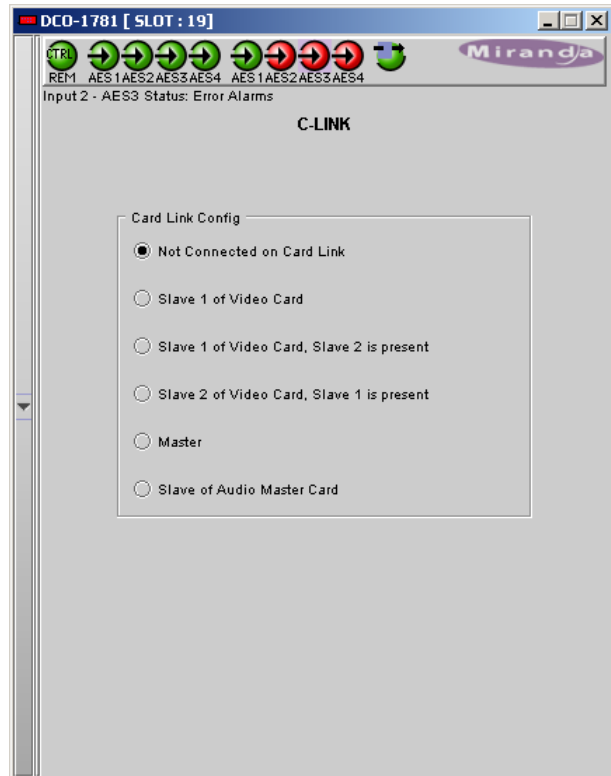 DCO-1781 [ SLOT : 19]
CTRL
REM AES1 AES2 AES3 AES4 AES1 AES2 AES3 AES4
Miranda
Input 2 - AES3 Status: Error Alarms
C-LINK
Card Link Config
Not Connected on Card Link
Slave 1 of Video Card
Slave 1 of Video Card, Slave 2 is present
Slave 2 of Video Card, Slave 1 is present
Master
Slave of Audio Master Card